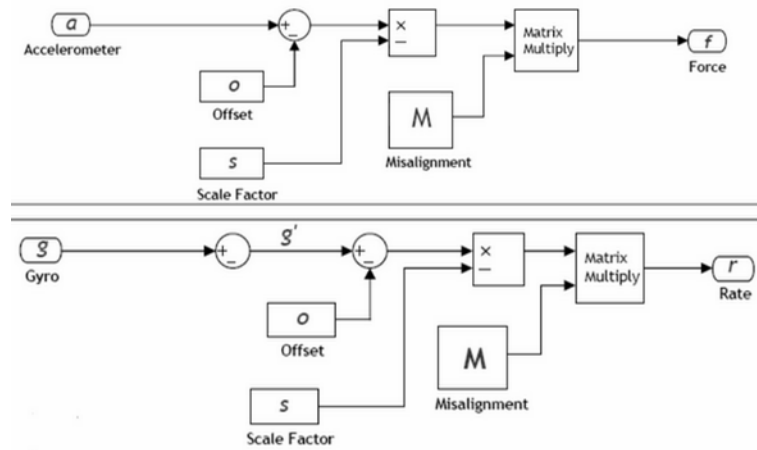 a
Accelerometer
+
−
o
Offset
s
Scale Factor
×
−
M
Misalignment
Matrix
Multiply
f
Force
g
Gyro
+
−
g'
+
−
o
Offset
s
Scale Factor
×
−
M
Misalignment
Matrix
Multiply
r
Rate